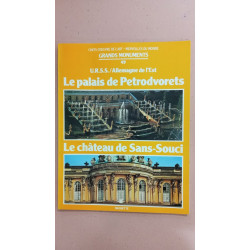 GRANDS MONUMENTS
U.R.S.S./Allemagne de l'Est
Le palais de Petrodvorets
Le château de Sans-Souci